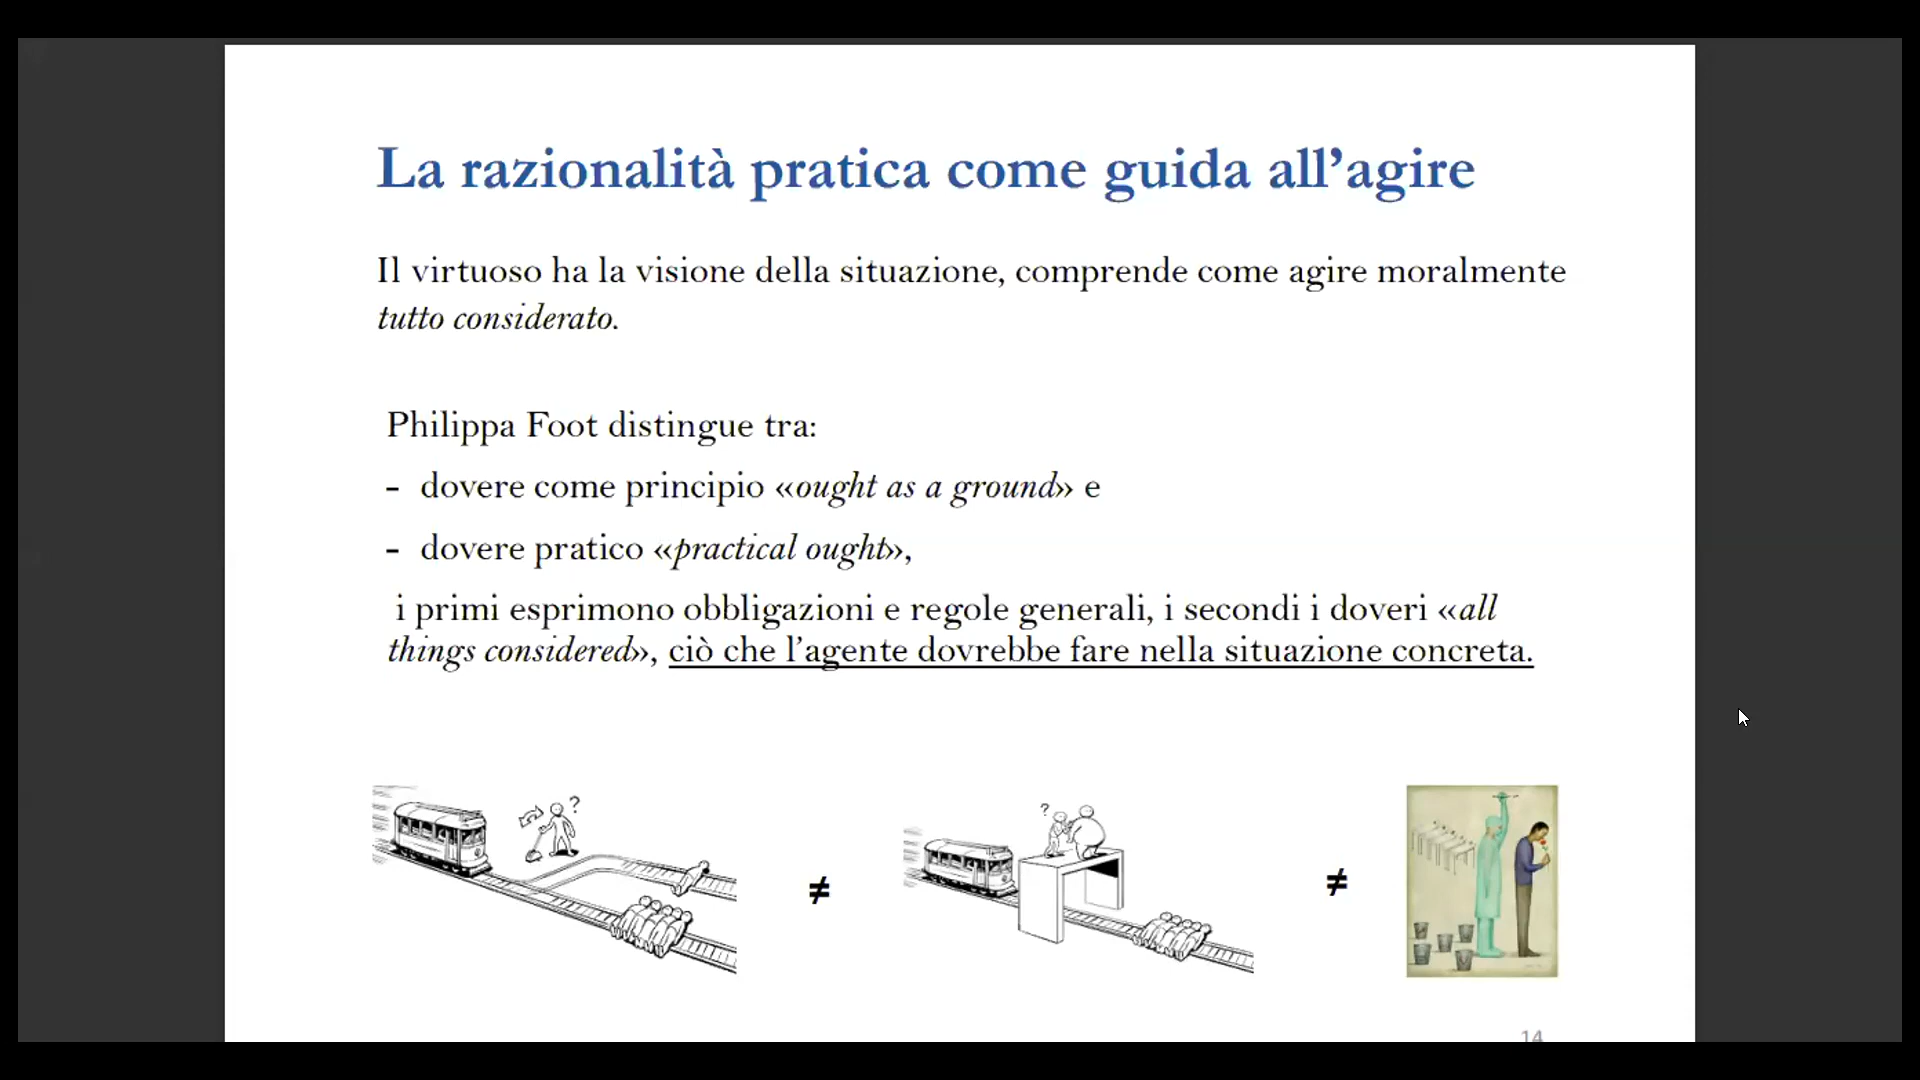 La razionalità pratica come guida all’agire
Il virtuoso ha la visione della situazione, comprende come agire moralmente
tutto considerato.
Philippa Foot distingue tra:
- dovere come principio «ought as a ground» e
- dovere pratico «practical ought»,
i primi esprimono obbligazioni e regole generali, i secondi i doveri «all
things considered», ciò che l’agente dovrebbe fare nella situazione concreta.
?
≠
?
≠
14